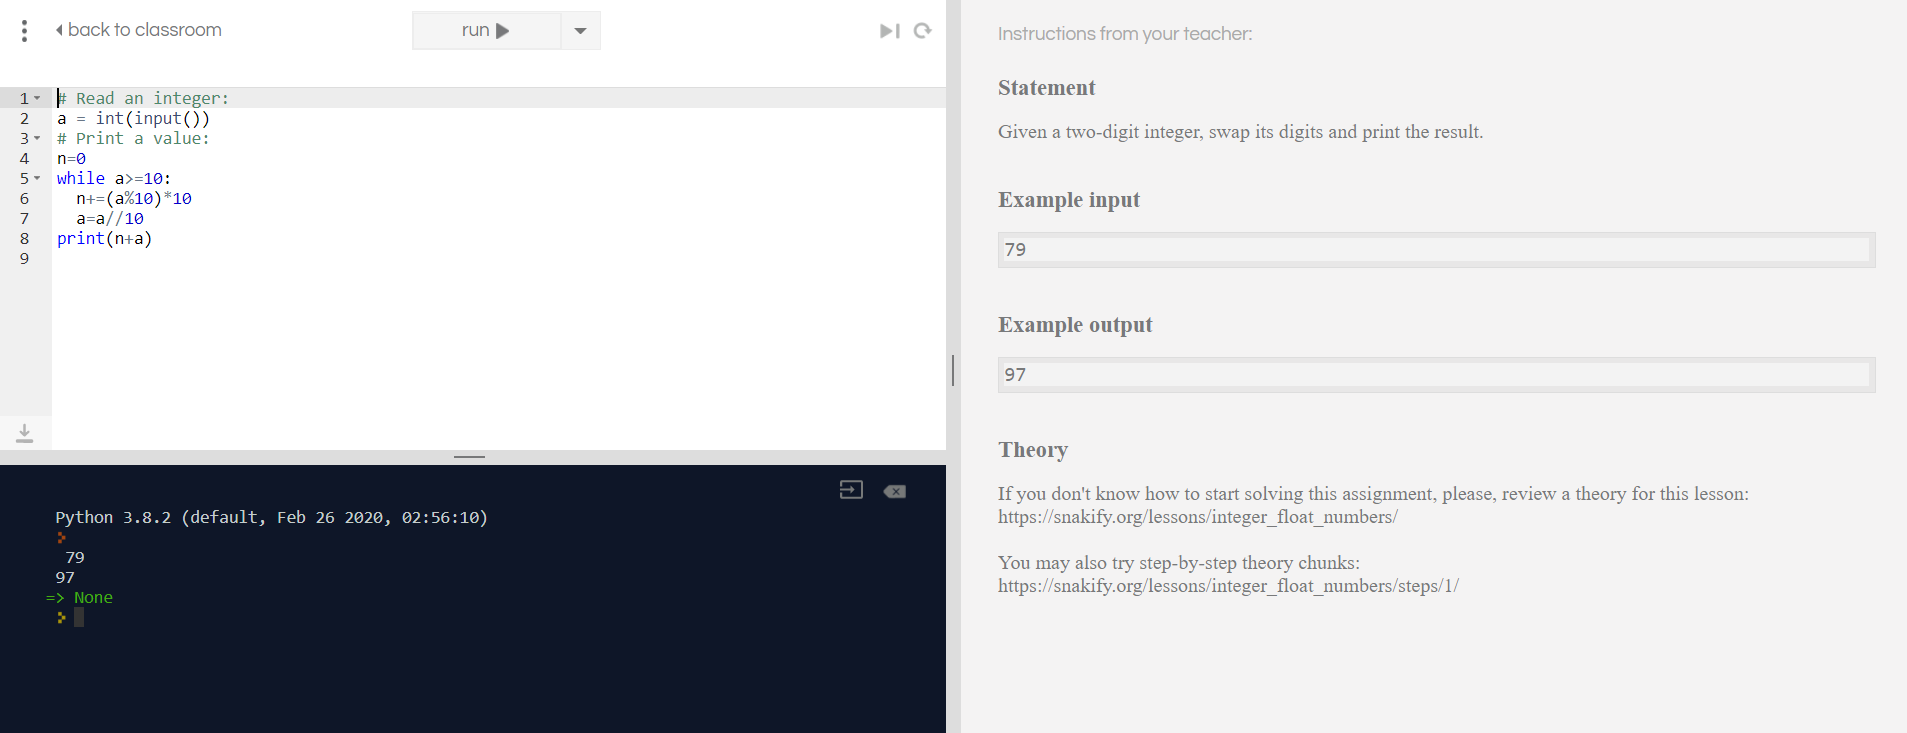 back to classroom
run
1 # Read an integer:
2 a = int(input())
3 # Print a value:
4 n=0
5 while a>=10:
6   n+=(a%10)*10
7   a=a//10
8 print(n+a)
9
Python 3.8.2 (default, Feb 26 2020, 02:56:10)
79
97
=> None
Instructions from your teacher:
Statement
Given a two-digit integer, swap its digits and print the result.
Example input
79
Example output
97
Theory
If you don't know how to start solving this assignment, please, review a theory for this lesson:
https://snakify.org/lessons/integer_float_numbers/
You may also try step-by-step theory chunks:
https://snakify.org/lessons/integer_float_numbers/steps/1/